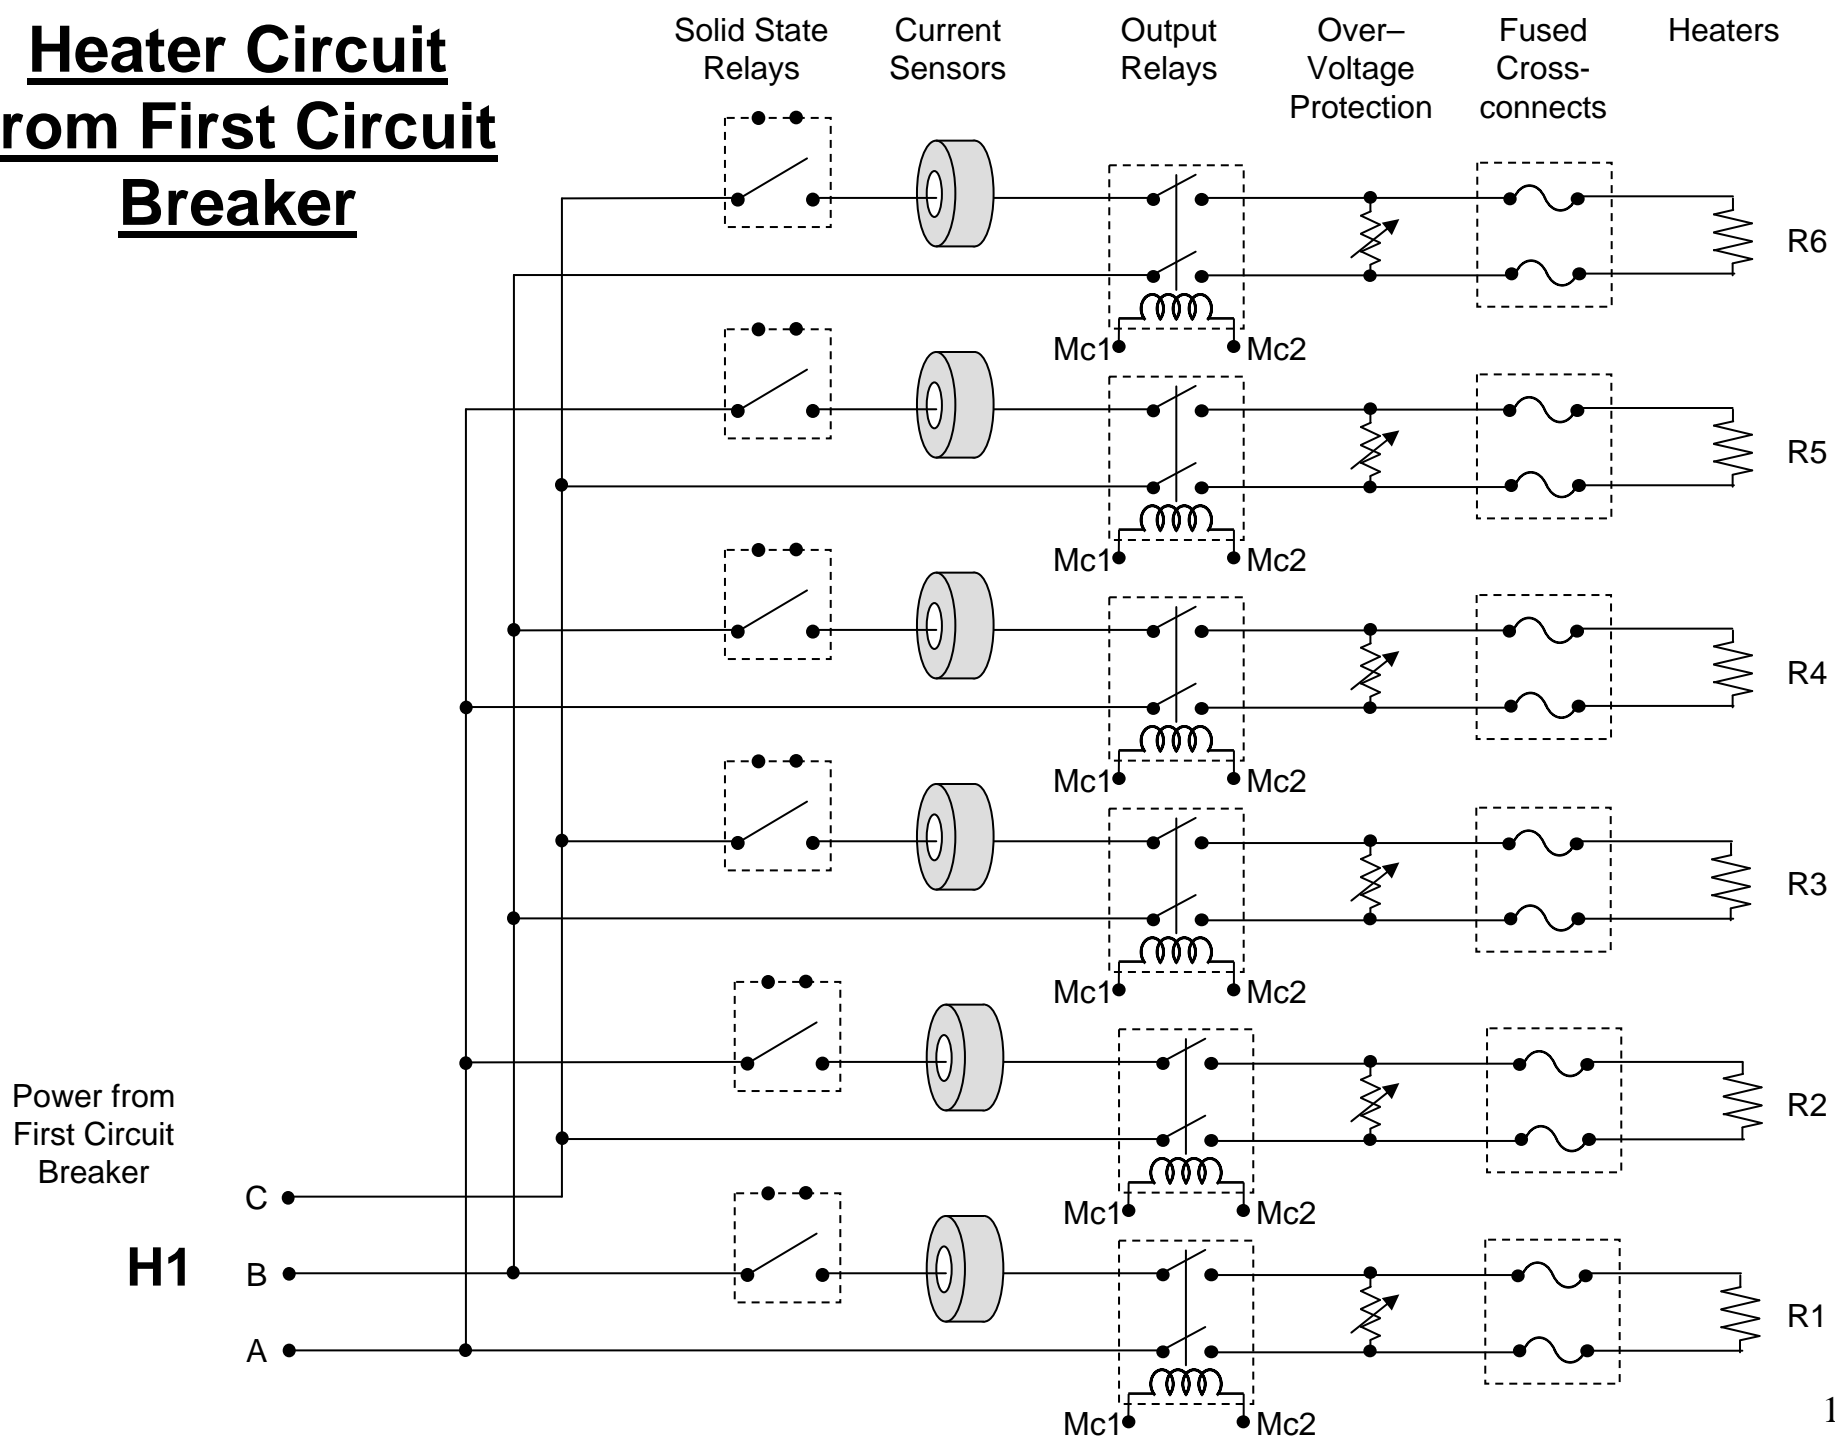 Heater Circuit
rom First Circuit
Breaker
Solid State
Relays
Current
Sensors
Output
Relays
Over–
Voltage
Protection
Fused
Cross-
connects
Heaters
R6
Mc1
Mc2
R5
Mc1
Mc2
R4
Mc1
Mc2
R3
Mc1
Mc2
R2
Mc1
Mc2
Power from
First Circuit
Breaker
C
H1
B
A
R1
Mc1
Mc2
1